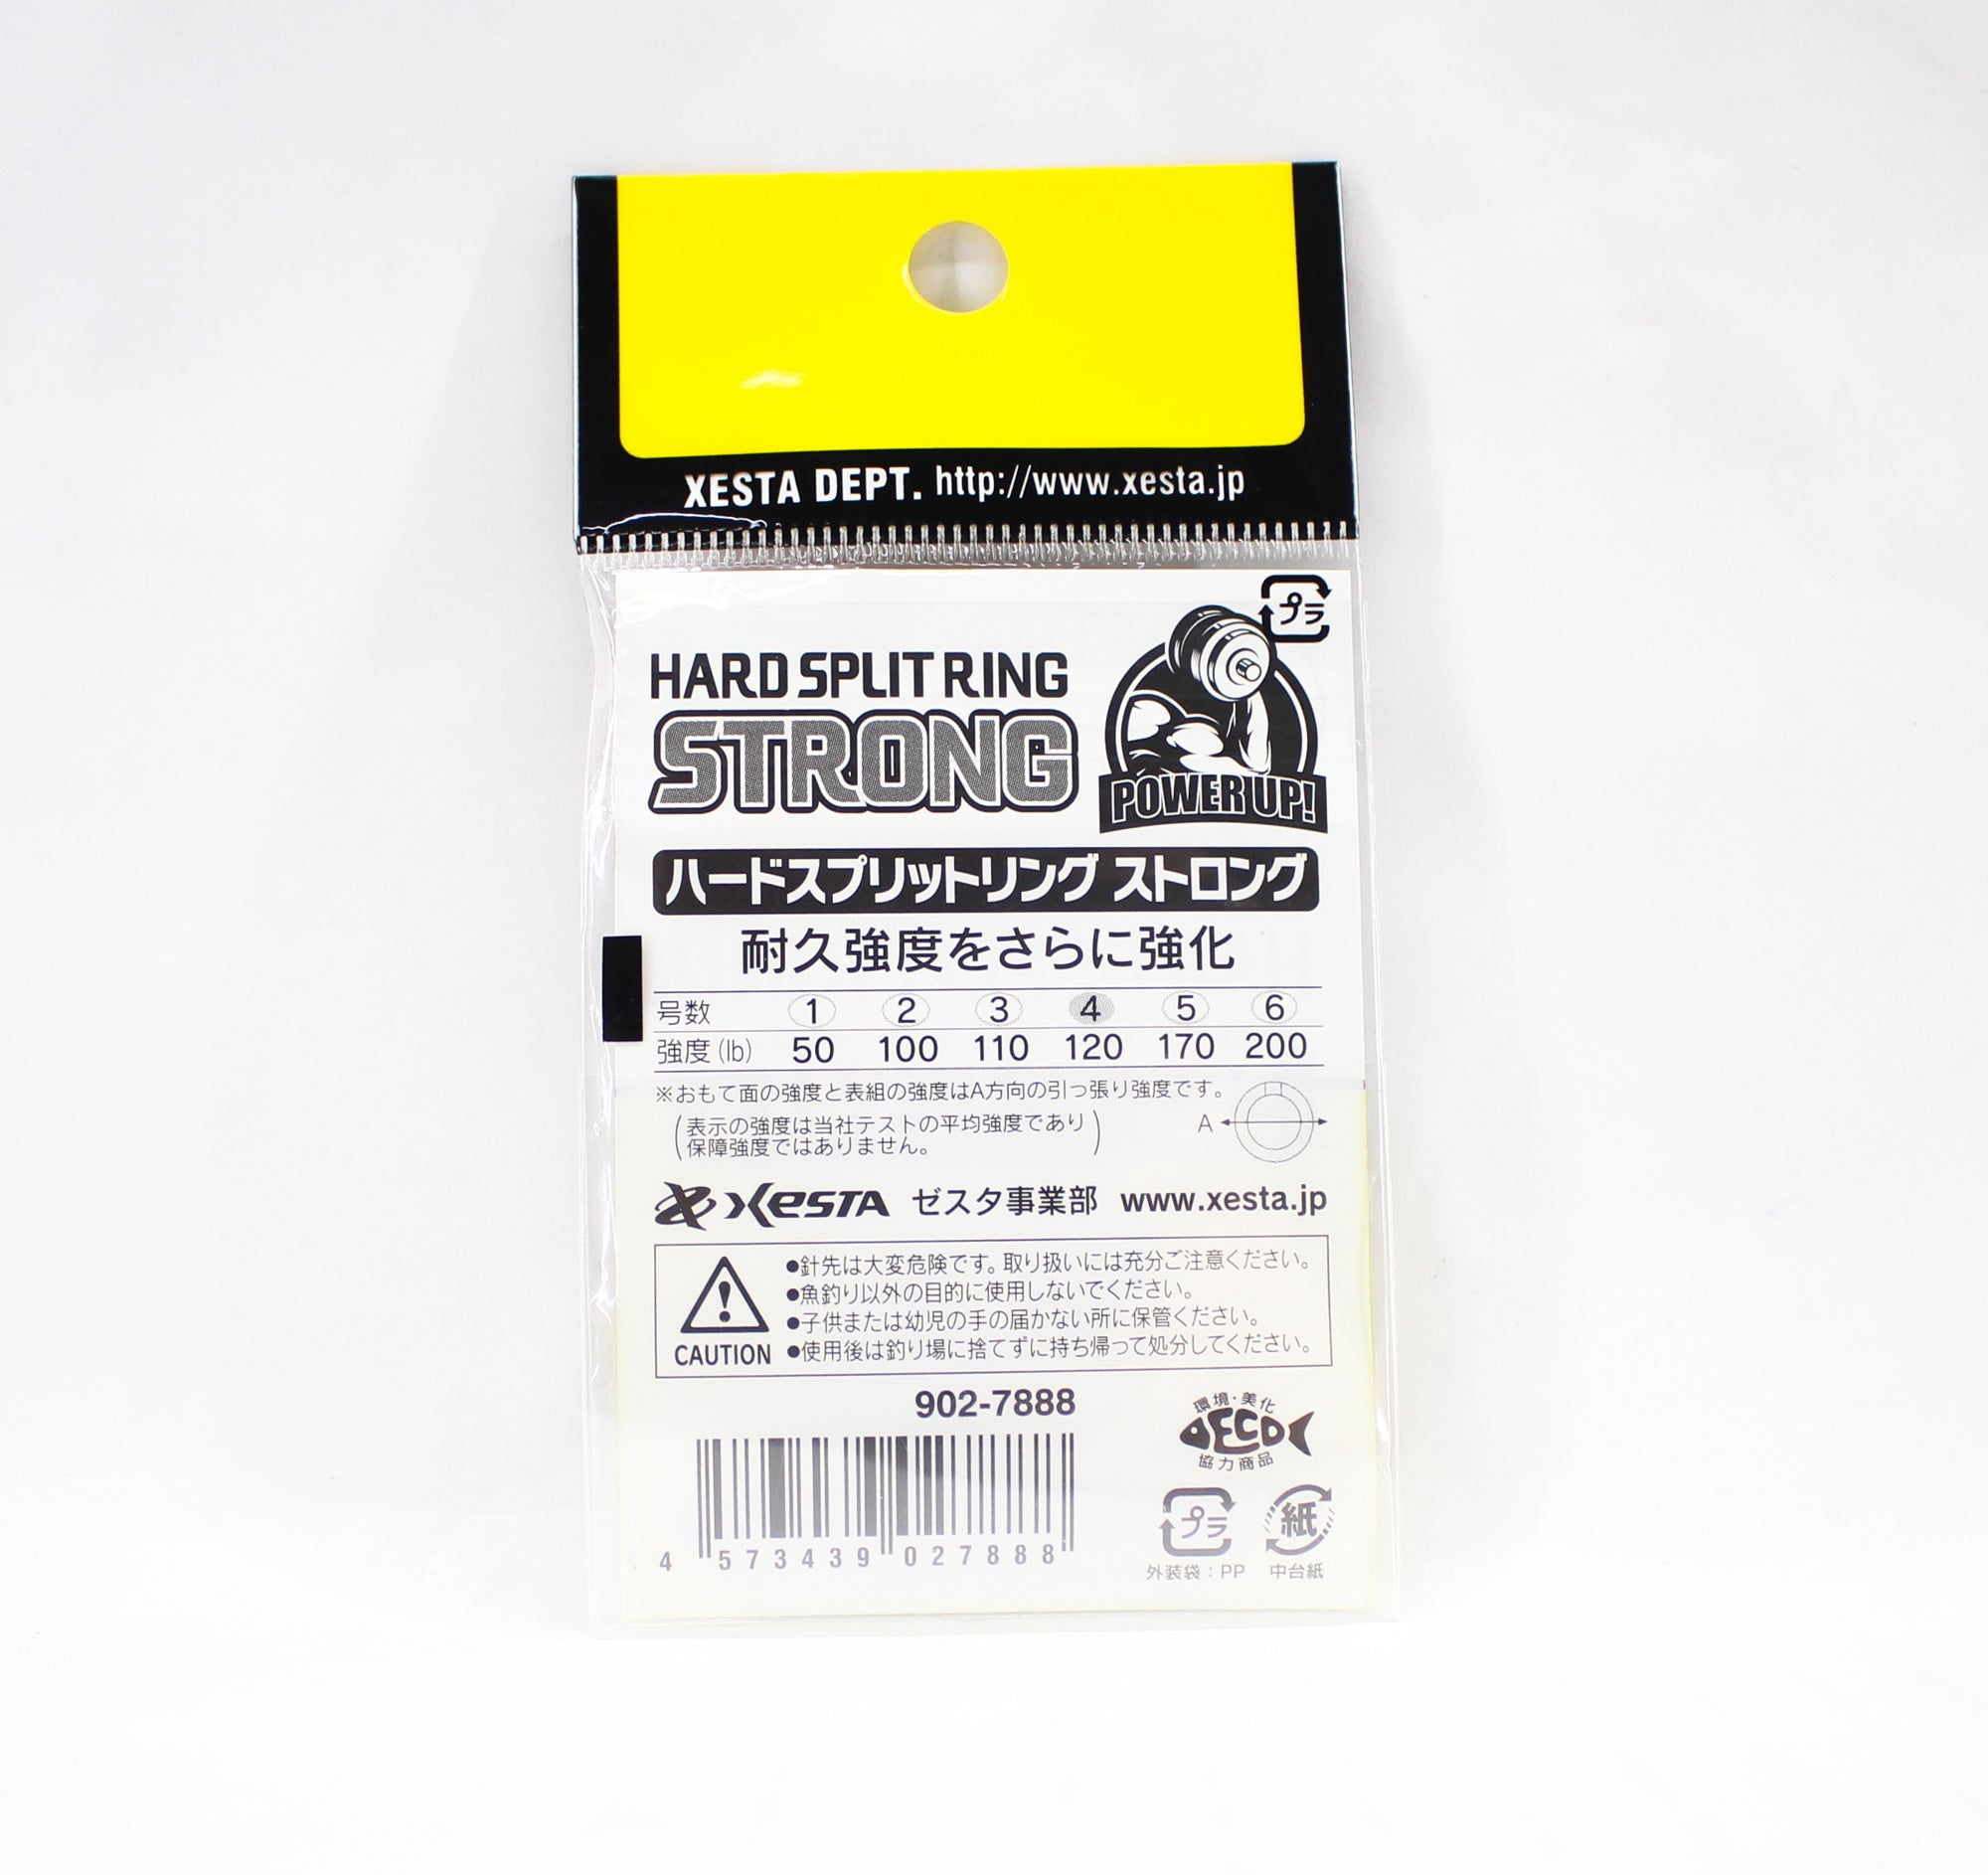 XESTA DEPT. http://www.xesta.jp
プラ
HARD SPLIT RING
STRONG
POWER UP!
ハードスプリットリング ストロング
耐久強度をさらに強化
号数 1 2 3 4 5 6
強度(lb) 50 100 110 120 170 200
※おもて面の強度と表組の強度はA方向の引っ張り強度です。
(表示の強度は当社テストの平均強度であり
保障強度ではありません。)
A
XESTA ゼスタ事業部 www.xesta.jp
●針先は大変危険です。取り扱いには充分ご注意ください。
●魚釣り以外の目的に使用しないでください。
●子供または幼児の手の届かない所に保管ください。
●使用後は釣り場に捨てずに持ち帰って処分してください。
CAUTION
902-7888
4 573439 027888
環境・美化
ECO
協力商品
プラ
紙
外装袋：PP
中台紙